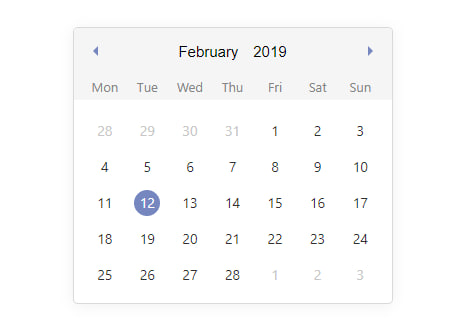 February 2019
Mon Tue Wed Thu Fri Sat Sun
28 29 30 31 1 2 3
4 5 6 7 8 9 10
11 12 13 14 15 16 17
18 19 20 21 22 23 24
25 26 27 28 1 2 3